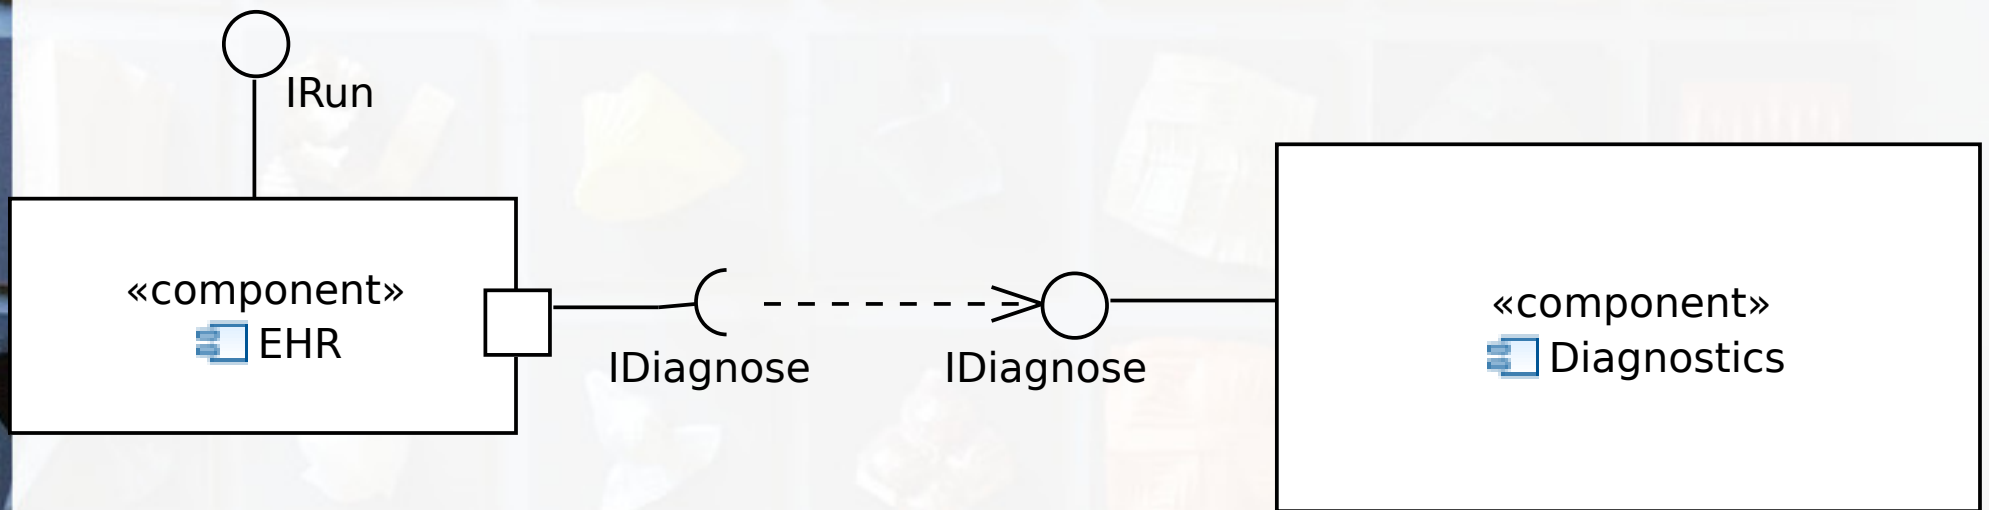 IRun
«component»
EHR
IDiagnose
IDiagnose
«component»
Diagnostics